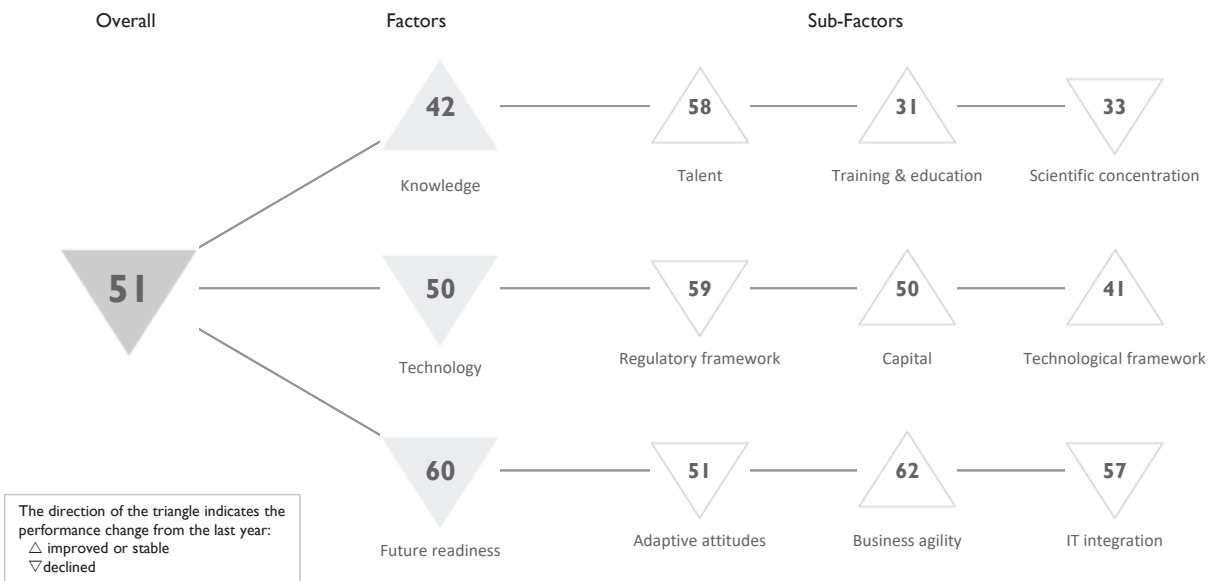 Overall Factors Sub-Factors
42 58 31 33
Knowledge Talent Training & education Scientific concentration
51 50 59 50 41
Technology Regulatory framework Capital Technological framework
60 51 62 57
Future readiness Adaptive attitudes Business agility IT integration
The direction of the triangle indicates the
performance change from the last year:
△ improved or stable
▽declined